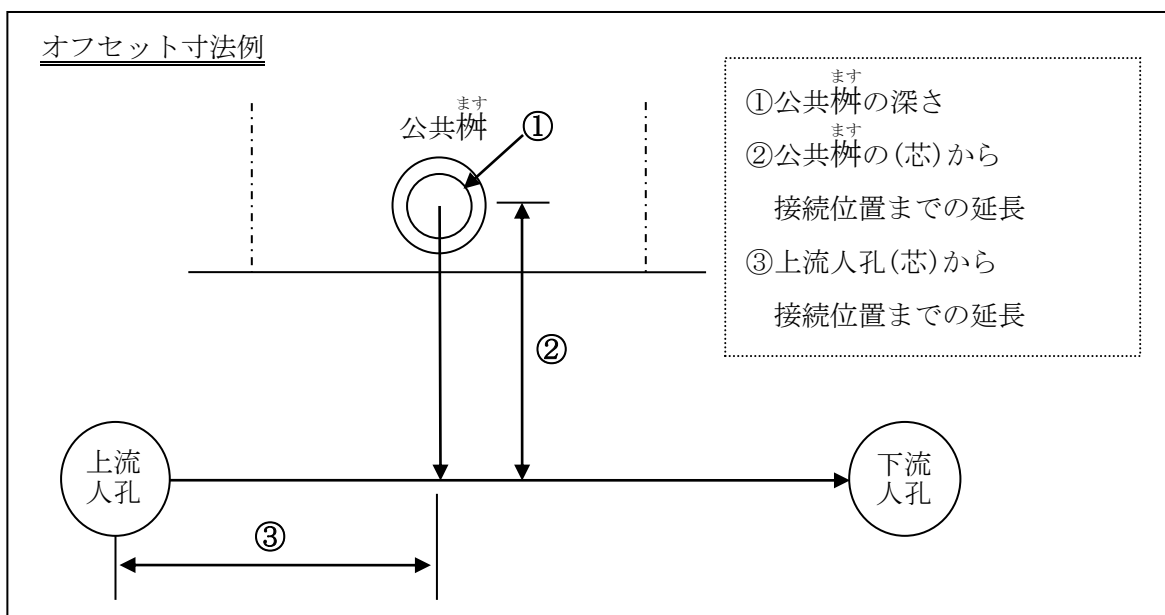 オフセット寸法例
ます
公共桝
①
ます
①公共桝の深さ
ます
②公共桝の(芯)から
接続位置までの延長
③上流人孔(芯)から
接続位置までの延長
②
上流
人孔
下流
人孔
③